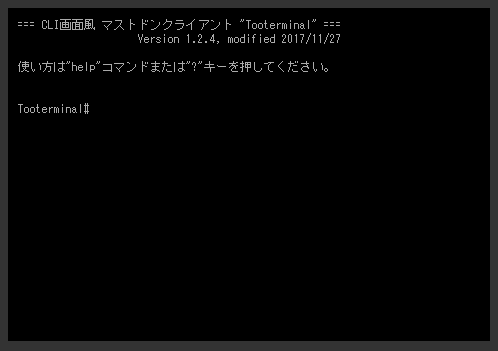 === CLI画面風 マストドンクライアント "Tooterminal" ===
Version 1.2.4, modified 2017/11/27
使い方は"help"コマンドまたは"?"キーを押してください。
Tooterminal#